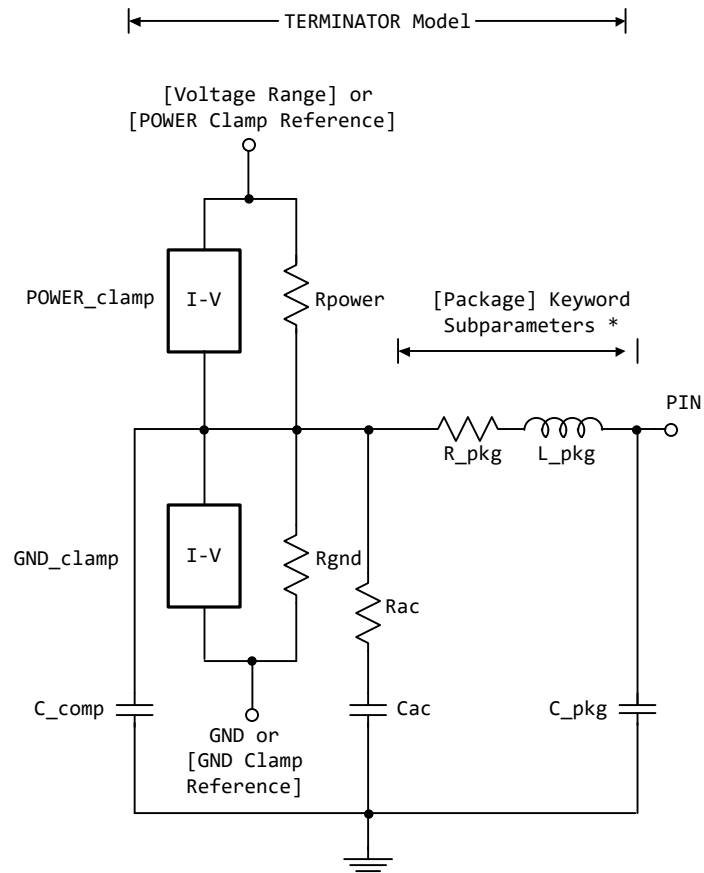 TERMINATOR Model
[Voltage Range] or
[POWER Clamp Reference]
POWER_clamp
I-V
Rpower
[Package] Keyword
Subparameters *
PIN
R_pkg
L_pkg
GND_clamp
I-V
Rgnd
Rac
C_comp
Cac
C_pkg
GND or
[GND Clamp
Reference]